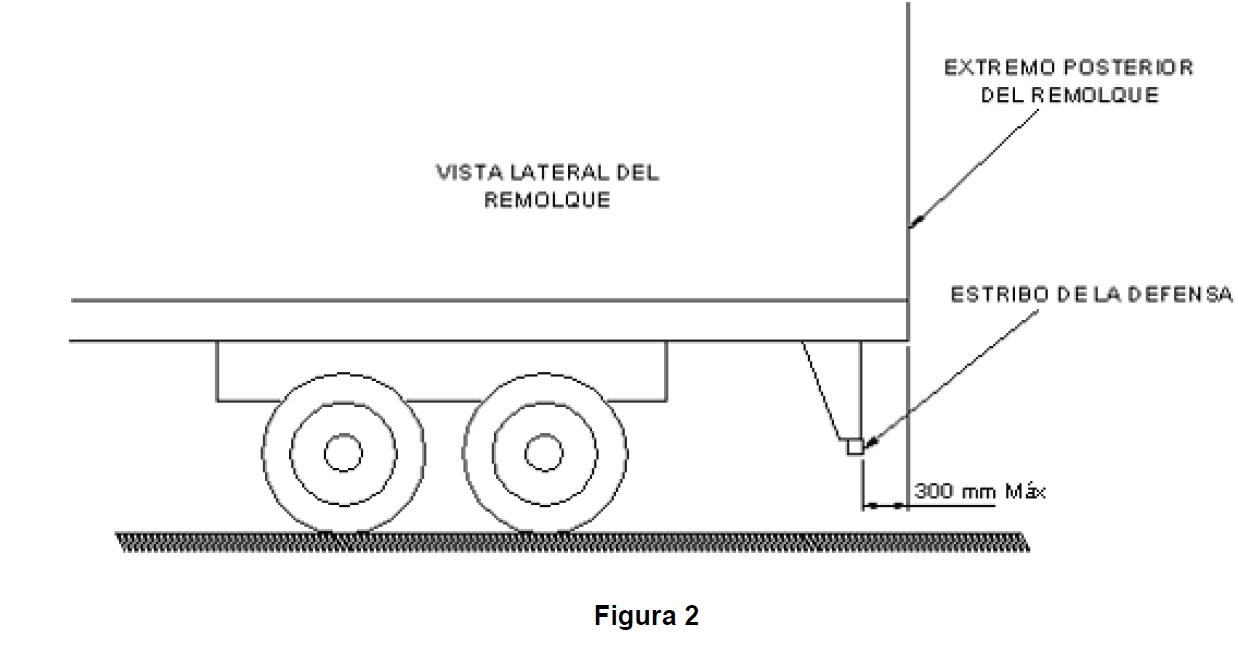 EXTREMO POSTERIOR
DEL REMOLQUE
VISTA LATERAL DEL
REMOLQUE
ESTRIBO DE LA DEFENSA
300 mm Máx
Figura 2